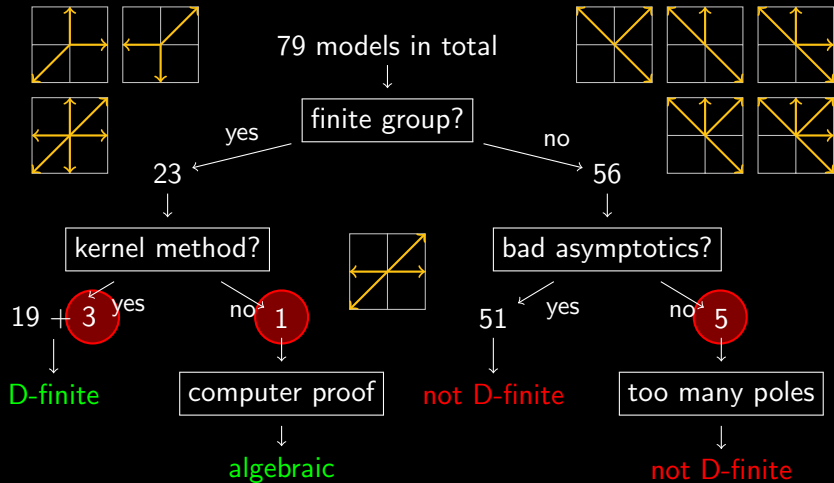 79 models in total
finite group?
yes
no
23
56
kernel method?
bad asymptotics?
yes
no
yes
no
19 + 3
1
51
5
D-finite
computer proof
not D-finite
too many poles
algebraic
not D-finite